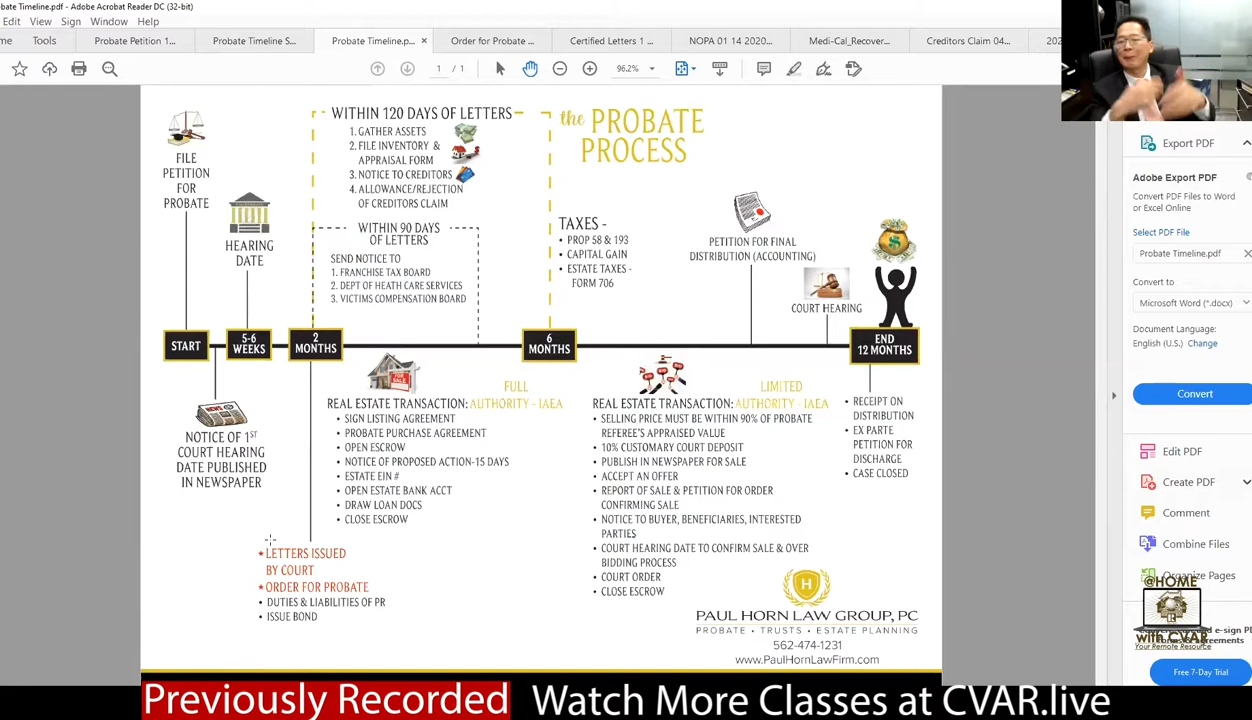 obate Timeline.pdf - Adobe Acrobat Reader DC (32-bit)
Edit View Sign Window Help
me Tools Probate Petition 1... Probate Timeline S... Probate Timeline.p... × Order for Probate ... Certified Letters 1 ... NOPA 01 14 2020... Medi-Cal_Recover... Creditors Claim 04... 202
1 / 1 96.2%
the PROBATE
PROCESS
FILE
PETITION
FOR
PROBATE
HEARING
DATE
WITHIN 120 DAYS OF LETTERS
1. GATHER ASSETS
2. FILE INVENTORY &
APPRAISAL FORM
3. NOTICE TO CREDITORS
4. ALLOWANCE/REJECTION
OF CREDITORS CLAIM
WITHIN 90 DAYS
OF LETTERS
SEND NOTICE TO
1. FRANCHISE TAX BOARD
2. DEPT OF HEATH CARE SERVICES
3. VICTIMS COMPENSATION BOARD
TAXES -
• PROP 58 & 193
• CAPITAL GAIN
• ESTATE TAXES -
FORM 706
PETITION FOR FINAL
DISTRIBUTION (ACCOUNTING)
COURT HEARING
START
5-6
WEEKS
2
MONTHS
6
MONTHS
END
12 MONTHS
NEWS
NOTICE OF 1ST
COURT HEARING
DATE PUBLISHED
IN NEWSPAPER
★ LETTERS ISSUED
BY COURT
★ ORDER FOR PROBATE
• DUTIES & LIABILITIES OF PR
• ISSUE BOND
FOR SALE
FULL
REAL ESTATE TRANSACTION: AUTHORITY - IAEA
• SIGN LISTING AGREEMENT
• PROBATE PURCHASE AGREEMENT
• OPEN ESCROW
• NOTICE OF PROPOSED ACTION-15 DAYS
• ESTATE EIN #
• OPEN ESTATE BANK ACCT
• DRAW LOAN DOCS
• CLOSE ESCROW
LIMITED
REAL ESTATE TRANSACTION: AUTHORITY - IAEA
• SELLING PRICE MUST BE WITHIN 90% OF PROBATE
REFEREE'S APPRAISED VALUE
• 10% CUSTOMARY COURT DEPOSIT
• PUBLISH IN NEWSPAPER FOR SALE
• ACCEPT AN OFFER
• REPORT OF SALE & PETITION FOR ORDER
CONFIRMING SALE
• NOTICE TO BUYER, BENEFICIARIES, INTERESTED
PARTIES
• COURT HEARING DATE TO CONFIRM SALE & OVER
BIDDING PROCESS
• COURT ORDER
• CLOSE ESCROW
• RECEIPT ON
DISTRIBUTION
• EX PARTE
PETITION FOR
DISCHARGE
• CASE CLOSED
H
PAUL HORN LAW GROUP, PC
PROBATE • TRUSTS • ESTATE PLANNING
562-474-1231
www.PaulHornLawFirm.com
Export PDF
Adobe Export PDF
Convert PDF Files to Word
or Excel Online
Select PDF File
Probate Timeline.pdf ×
Convert to
Microsoft Word (*.docx)
Document Language:
English (U.S.) Change
Convert
Edit PDF
Create PDF
Comment
Combine Files
Organize Pages
@HOME
with CVAR
Your Remote Resource
e-sign P
agreements
Free 7-Day Trial
Previously Recorded Watch More Classes at CVAR.live